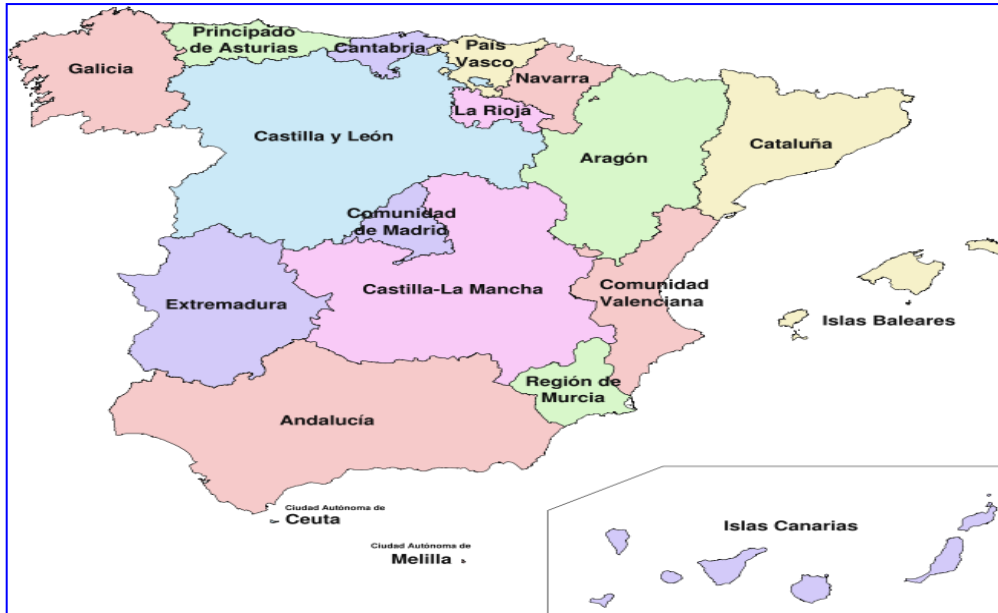 Principado
de Asturias
Cantabria
País
Vasco
Galicia
Navarra
La Rioja
Castilla y León
Cataluña
Aragón
Comunidad
de Madrid
Comunidad
Valenciana
Castilla-La Mancha
Extremadura
Islas Baleares
Región de
Murcia
Andalucía
Ciudad Autónoma de
Ceuta
Islas Canarias
Ciudad Autónoma de
Melilla